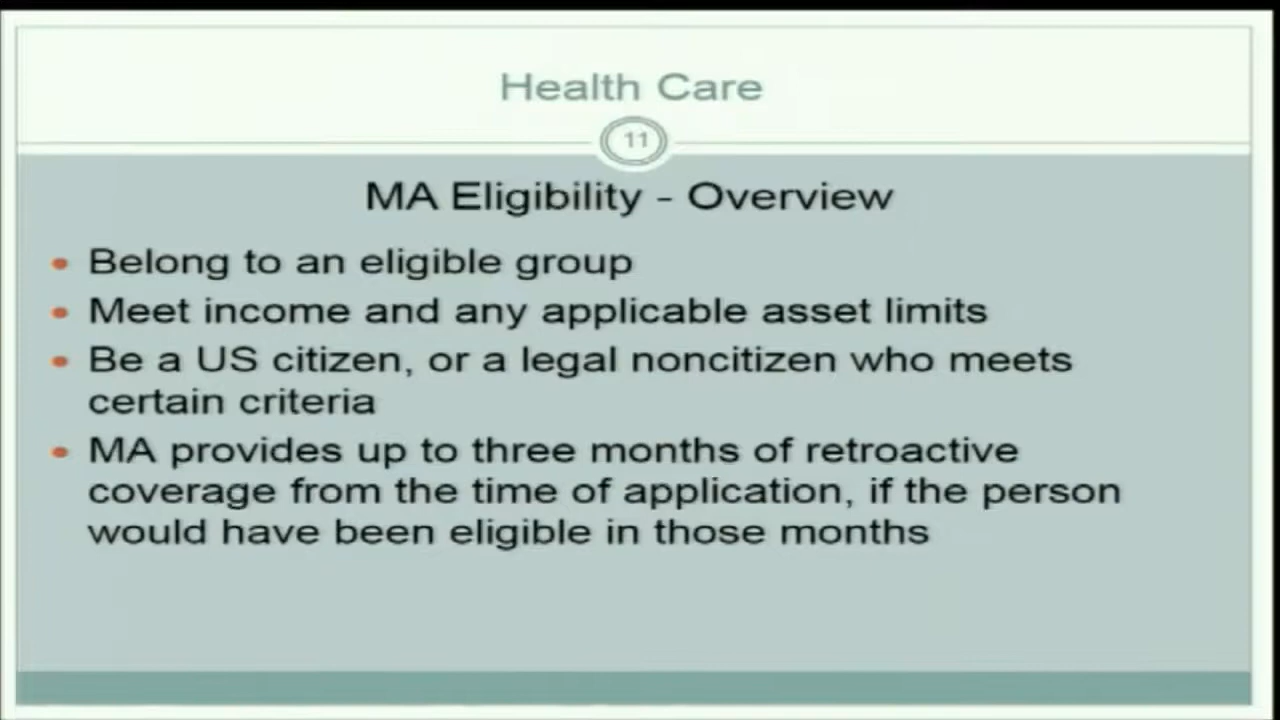 Health Care
11
MA Eligibility - Overview
• Belong to an eligible group
• Meet income and any applicable asset limits
• Be a US citizen, or a legal noncitizen who meets
certain criteria
• MA provides up to three months of retroactive
coverage from the time of application, if the person
would have been eligible in those months